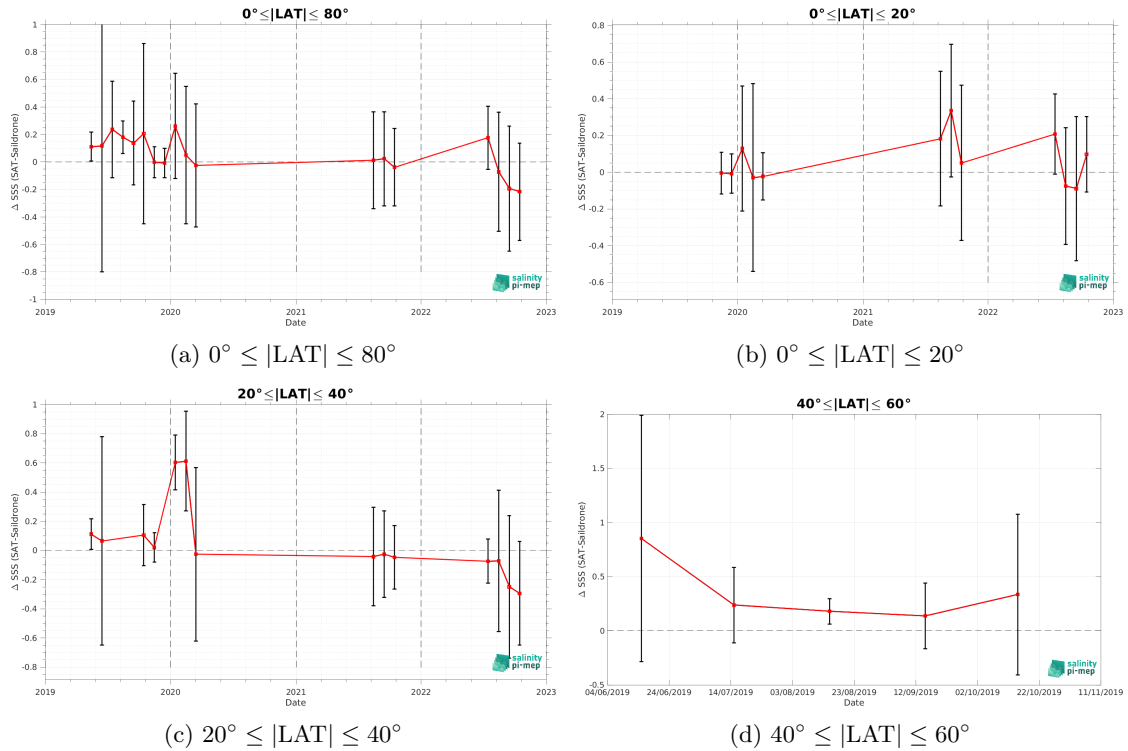 0°≤|LAT|≤ 80°
1
0.8
0.6
0.4
0.2
0
-0.2
-0.4
-0.6
-0.8
-1
Δ SSS (SAT-Saildrone)
2019
2020
2021
2022
2023
Date
salinity
pi-mep
(a) 0° ≤ |LAT| ≤ 80°
0°≤|LAT|≤ 20°
0.8
0.6
0.4
0.2
0
-0.2
-0.4
-0.6
Δ SSS (SAT-Saildrone)
2019
2020
2021
2022
2023
Date
salinity
pi-mep
(b) 0° ≤ |LAT| ≤ 20°
20°≤|LAT|≤ 40°
1
0.8
0.6
0.4
0.2
0
-0.2
-0.4
-0.6
-0.8
Δ SSS (SAT-Saildrone)
2019
2020
2021
2022
2023
Date
salinity
pi-mep
(c) 20° ≤ |LAT| ≤ 40°
40°≤|LAT|≤ 60°
2
1.5
1
0.5
0
-0.5
Δ SSS (SAT-Saildrone)
04/06/2019
24/06/2019
14/07/2019
03/08/2019
23/08/2019
12/09/2019
02/10/2019
22/10/2019
11/11/2019
Date
salinity
pi-mep
(d) 40° ≤ |LAT| ≤ 60°